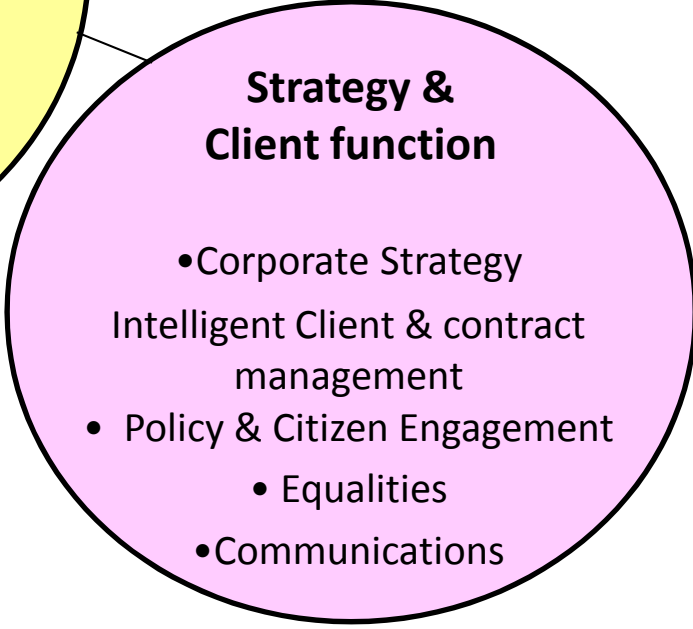 Strategy &
Client function
•Corporate Strategy
Intelligent Client & contract
management
• Policy & Citizen Engagement
• Equalities
•Communications